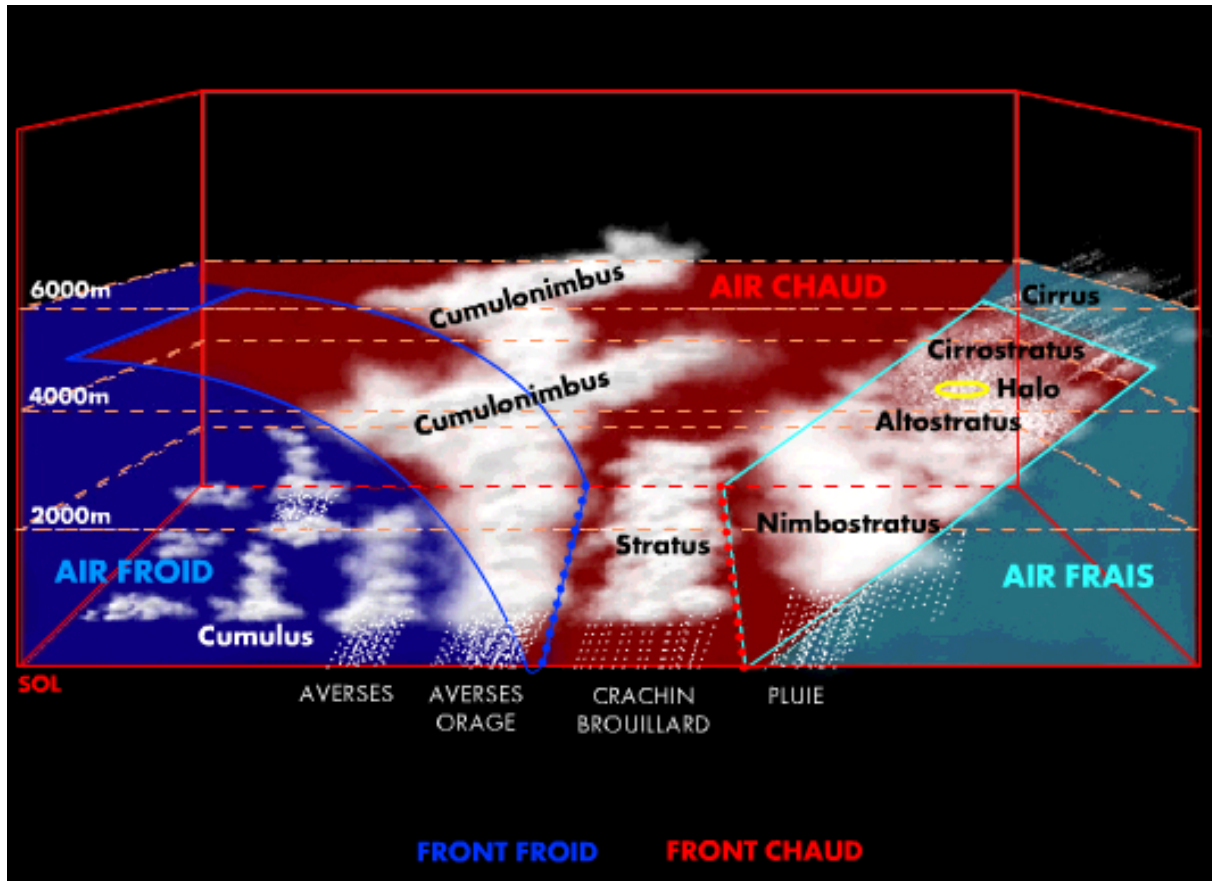 6000m
Cumulonimbus
AIR CHAUD
Cirrus
Cirrostratus
4000m
Cumulonimbus
Halo
Altostratus
2000m
Nimbostratus
Stratus
AIR FROID
AIR FRAIS
Cumulus
SOL
AVERSES
AVERSES
ORAGE
CRACHIN
BROUILLARD
PLUIE
FRONT FROID
FRONT CHAUD